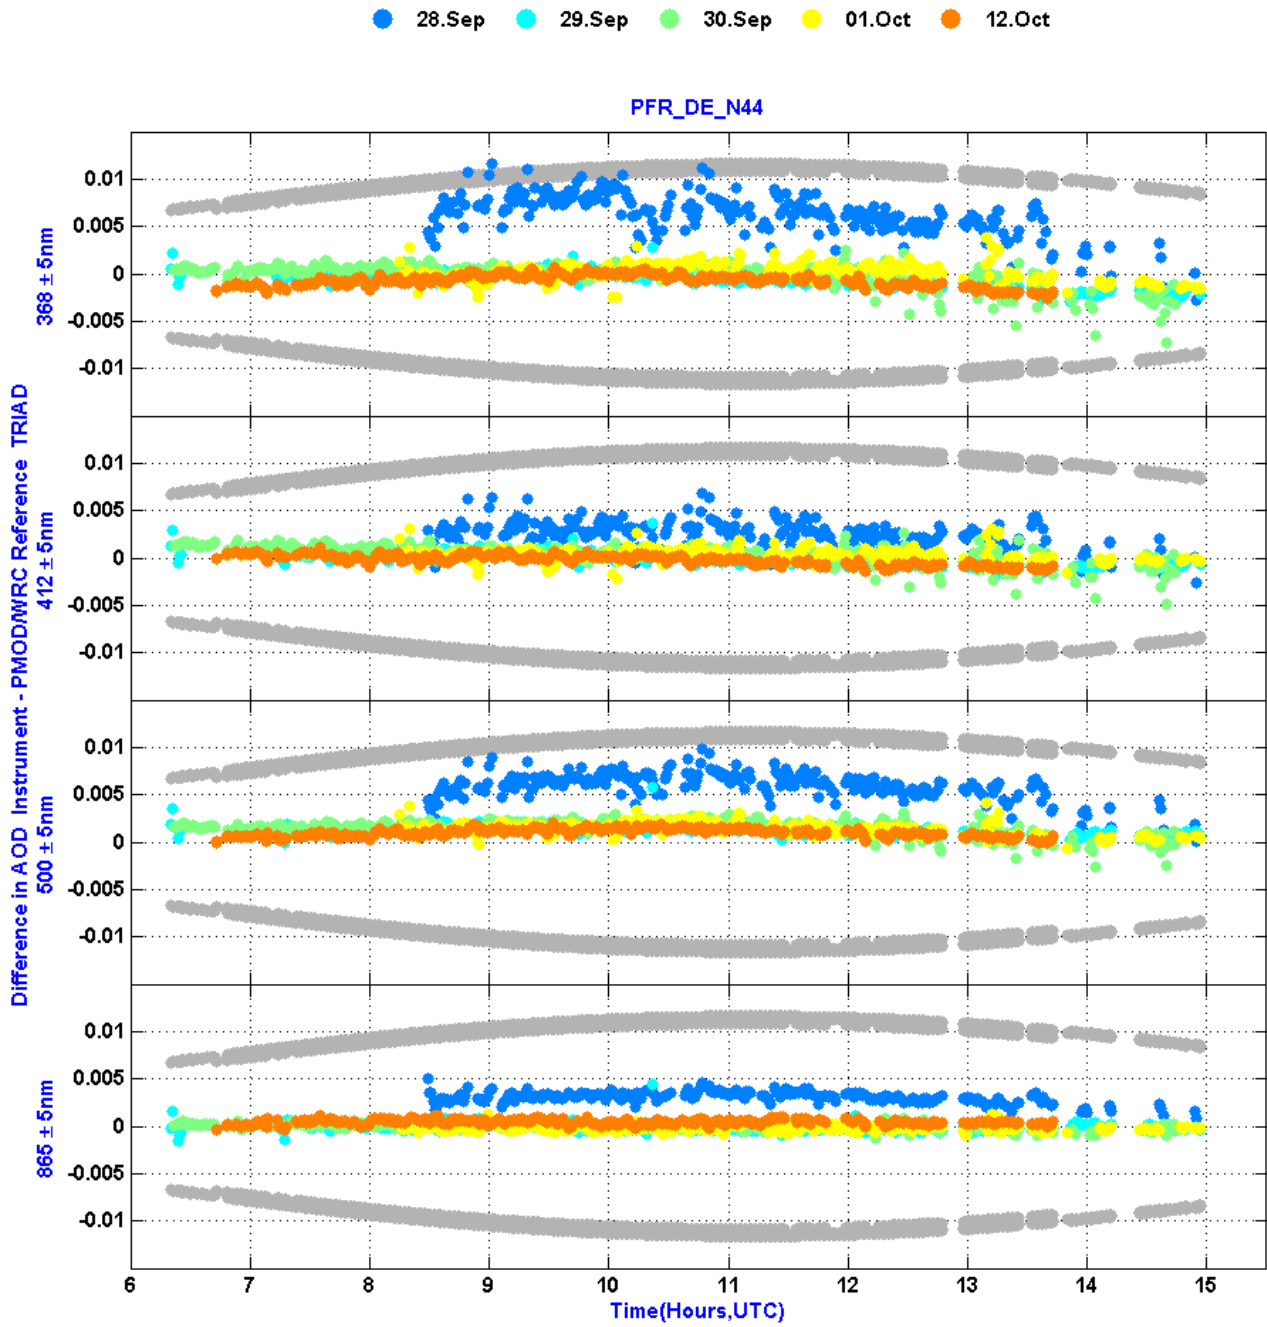 28.Sep 29.Sep 30.Sep 01.Oct 12.Oct
PFR_DE_N44
Difference in AOD Instrument - PMOD/WRC Reference TRIAD
368 ± 5nm
0.01
0.005
0
-0.005
-0.01
412 ± 5nm
0.01
0.005
0
-0.005
-0.01
500 ± 5nm
0.01
0.005
0
-0.005
-0.01
865 ± 5nm
0.01
0.005
0
-0.005
-0.01
6 7 8 9 10 11 12 13 14 15
Time(Hours,UTC)